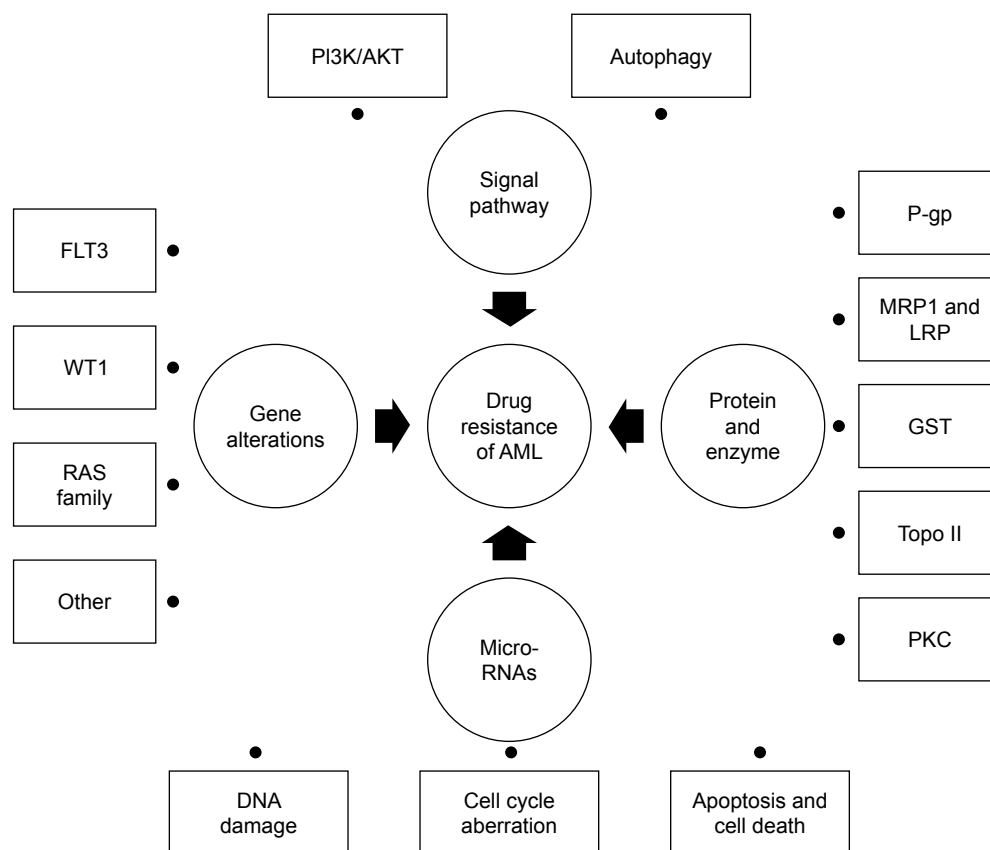 PI3K/AKT
Autophagy
Signal
pathway
P-gp
FLT3
MRP1 and
LRP
WT1
Gene
alterations
Drug
resistance
of AML
Protein
and
enzyme
GST
RAS
family
Topo II
Other
Micro-
RNAs
PKC
DNA
damage
Cell cycle
aberration
Apoptosis and
cell death